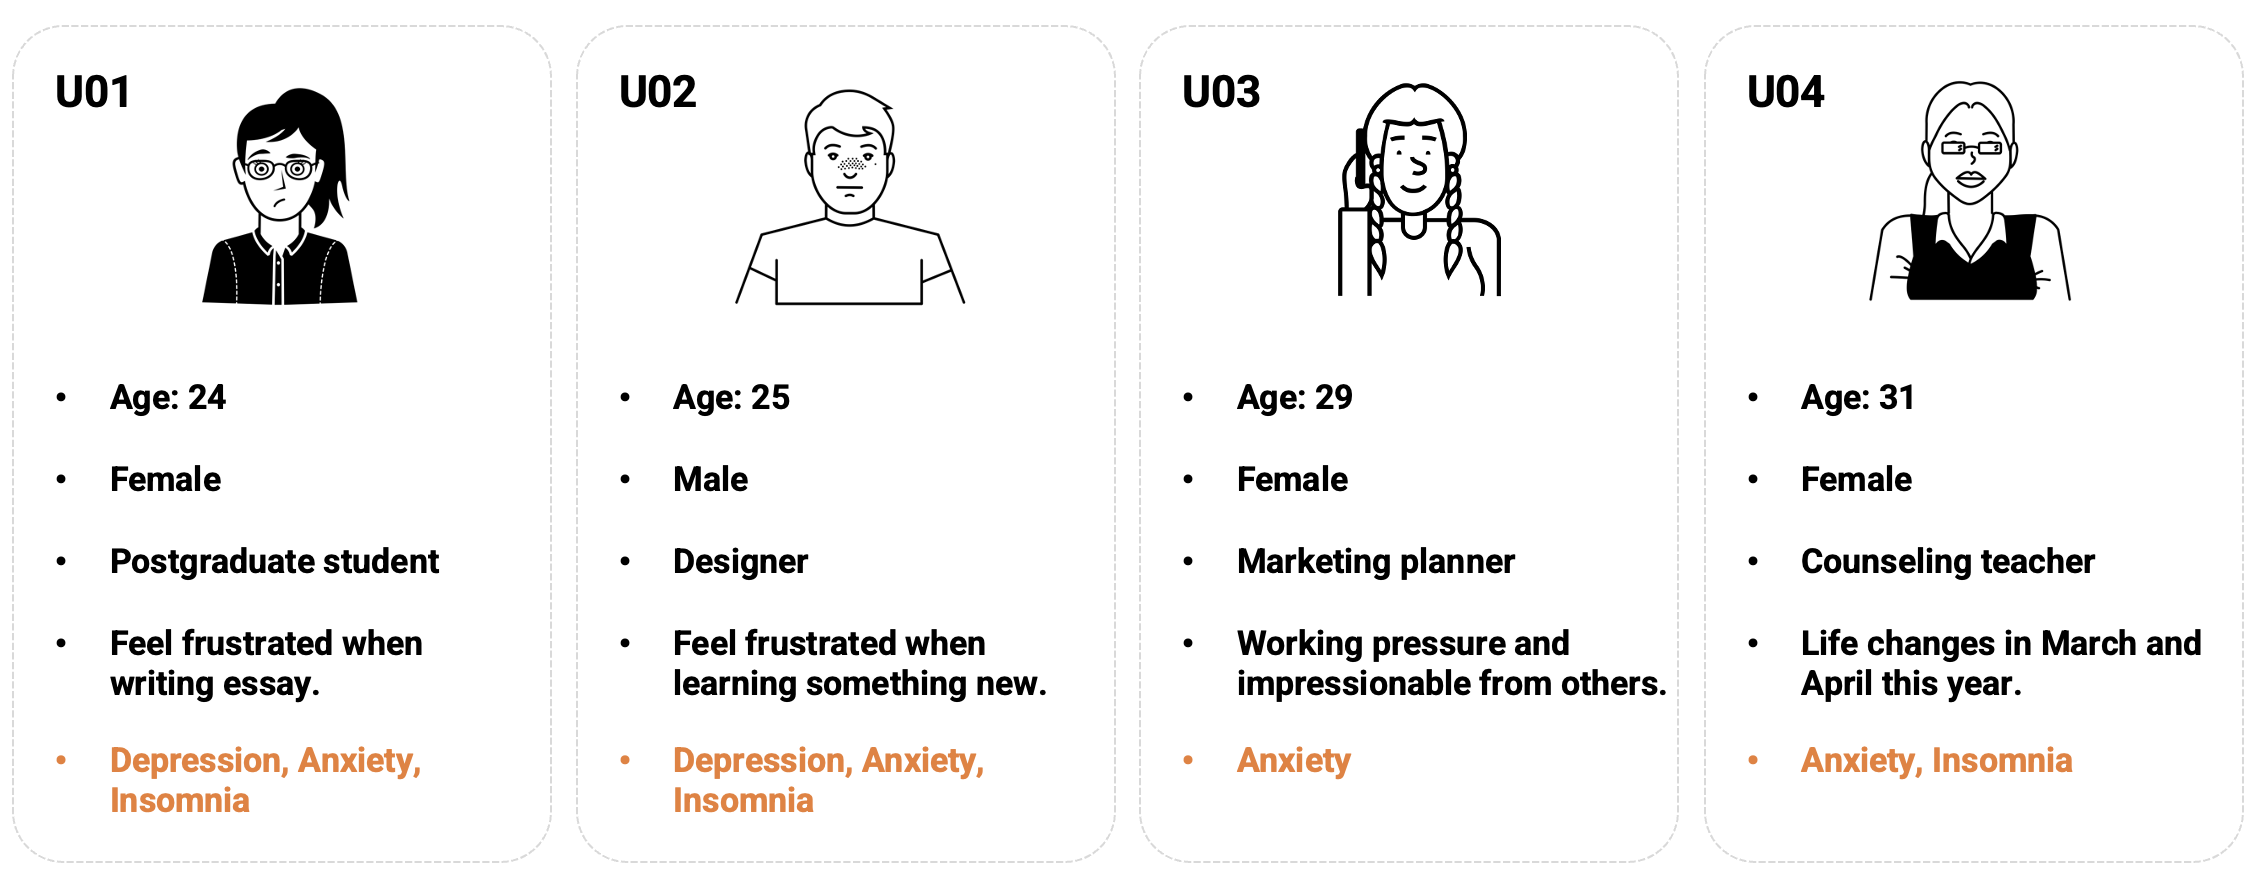 U01
• Age: 24
• Female
• Postgraduate student
• Feel frustrated when
writing essay.
• Depression, Anxiety,
Insomnia
U02
• Age: 25
• Male
• Designer
• Feel frustrated when
learning something new.
• Depression, Anxiety,
Insomnia
U03
• Age: 29
• Female
• Marketing planner
• Working pressure and
impressionable from others.
• Anxiety
U04
• Age: 31
• Female
• Counseling teacher
• Life changes in March and
April this year.
• Anxiety, Insomnia